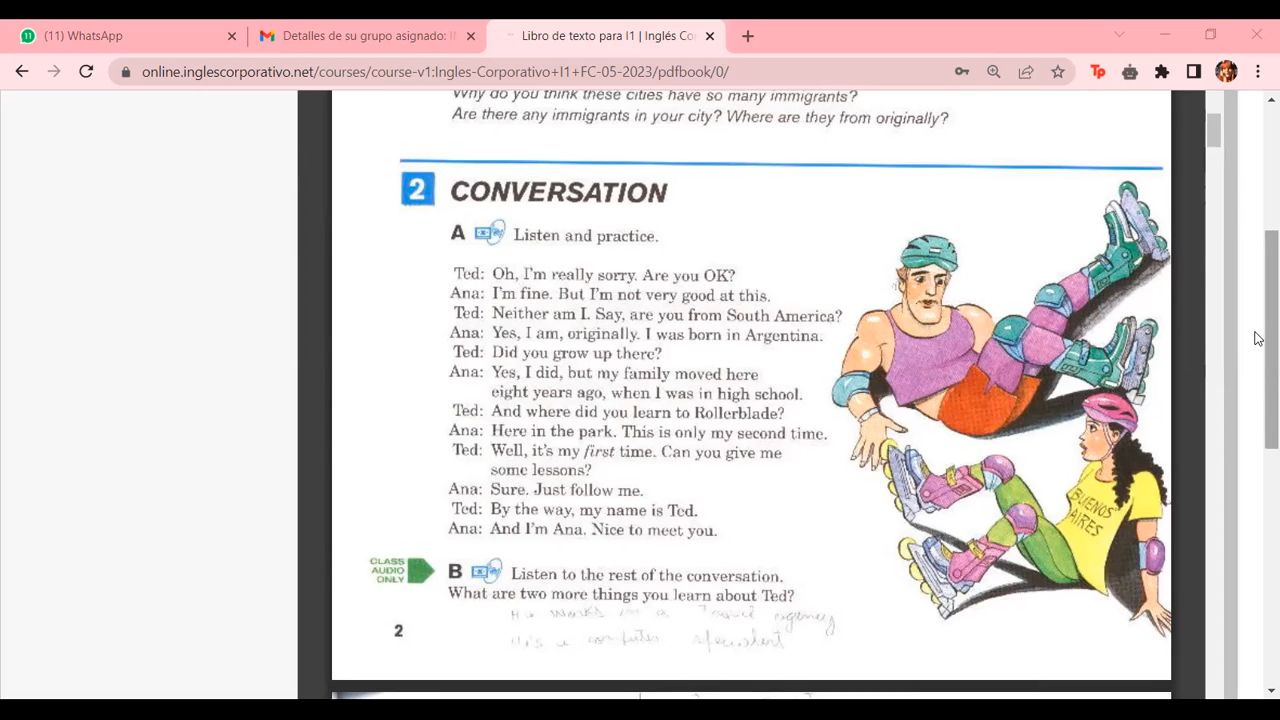 11
(11) WhatsApp
Detalles de su grupo asignado: I
Libro de texto para I1 | Inglés Co
online.inglescorporativo.net/courses/course-v1:Ingles-Corporativo+I1+FC-05-2023/pdfbook/0/
Tp
Why do you think these cities have so many immigrants?
Are there any immigrants in your city? Where are they from originally?
2 CONVERSATION
A Listen and practice.
Ted: Oh, I'm really sorry. Are you OK?
Ana: I'm fine. But I'm not very good at this.
Ted: Neither am I. Say, are you from South America?
Ana: Yes, I am, originally. I was born in Argentina.
Ted: Did you grow up there?
Ana: Yes, I did, but my family moved here
eight years ago, when I was in high school.
Ted: And where did you learn to Rollerblade?
Ana: Here in the park. This is only my second time.
Ted: Well, it's my first time. Can you give me
some lessons?
Ana: Sure. Just follow me.
Ted: By the way, my name is Ted.
Ana: And I'm Ana. Nice to meet you.
BUENOS
AIRES
CLASS
AUDIO
ONLY
B Listen to the rest of the conversation.
What are two more things you learn about Ted?
He works in a Travel agency
He's a computer specialist
2